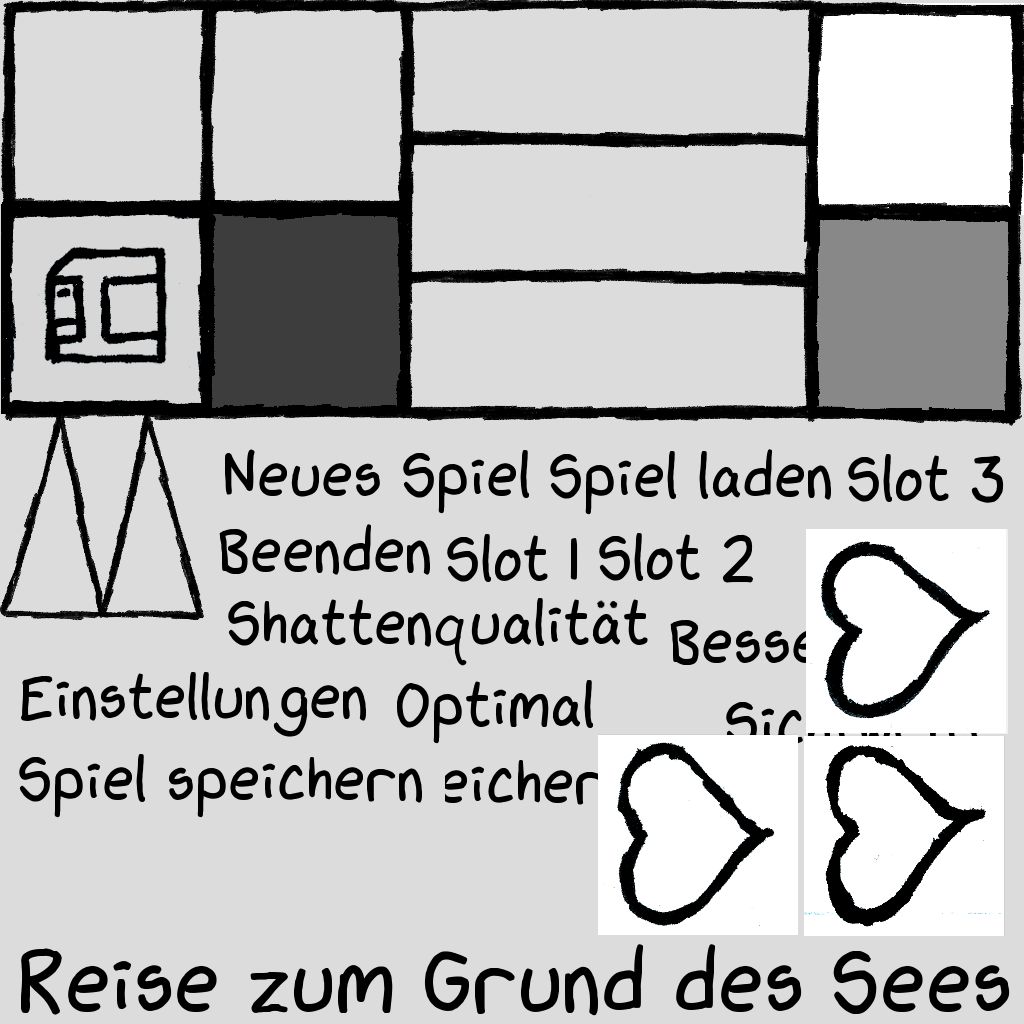 Neues Spiel Spiel laden Slot 3
Beenden Slot 1 Slot 2
Shattenqualität
Einstellungen Optimal
Spiel speichern
Reise zum Grund des Sees